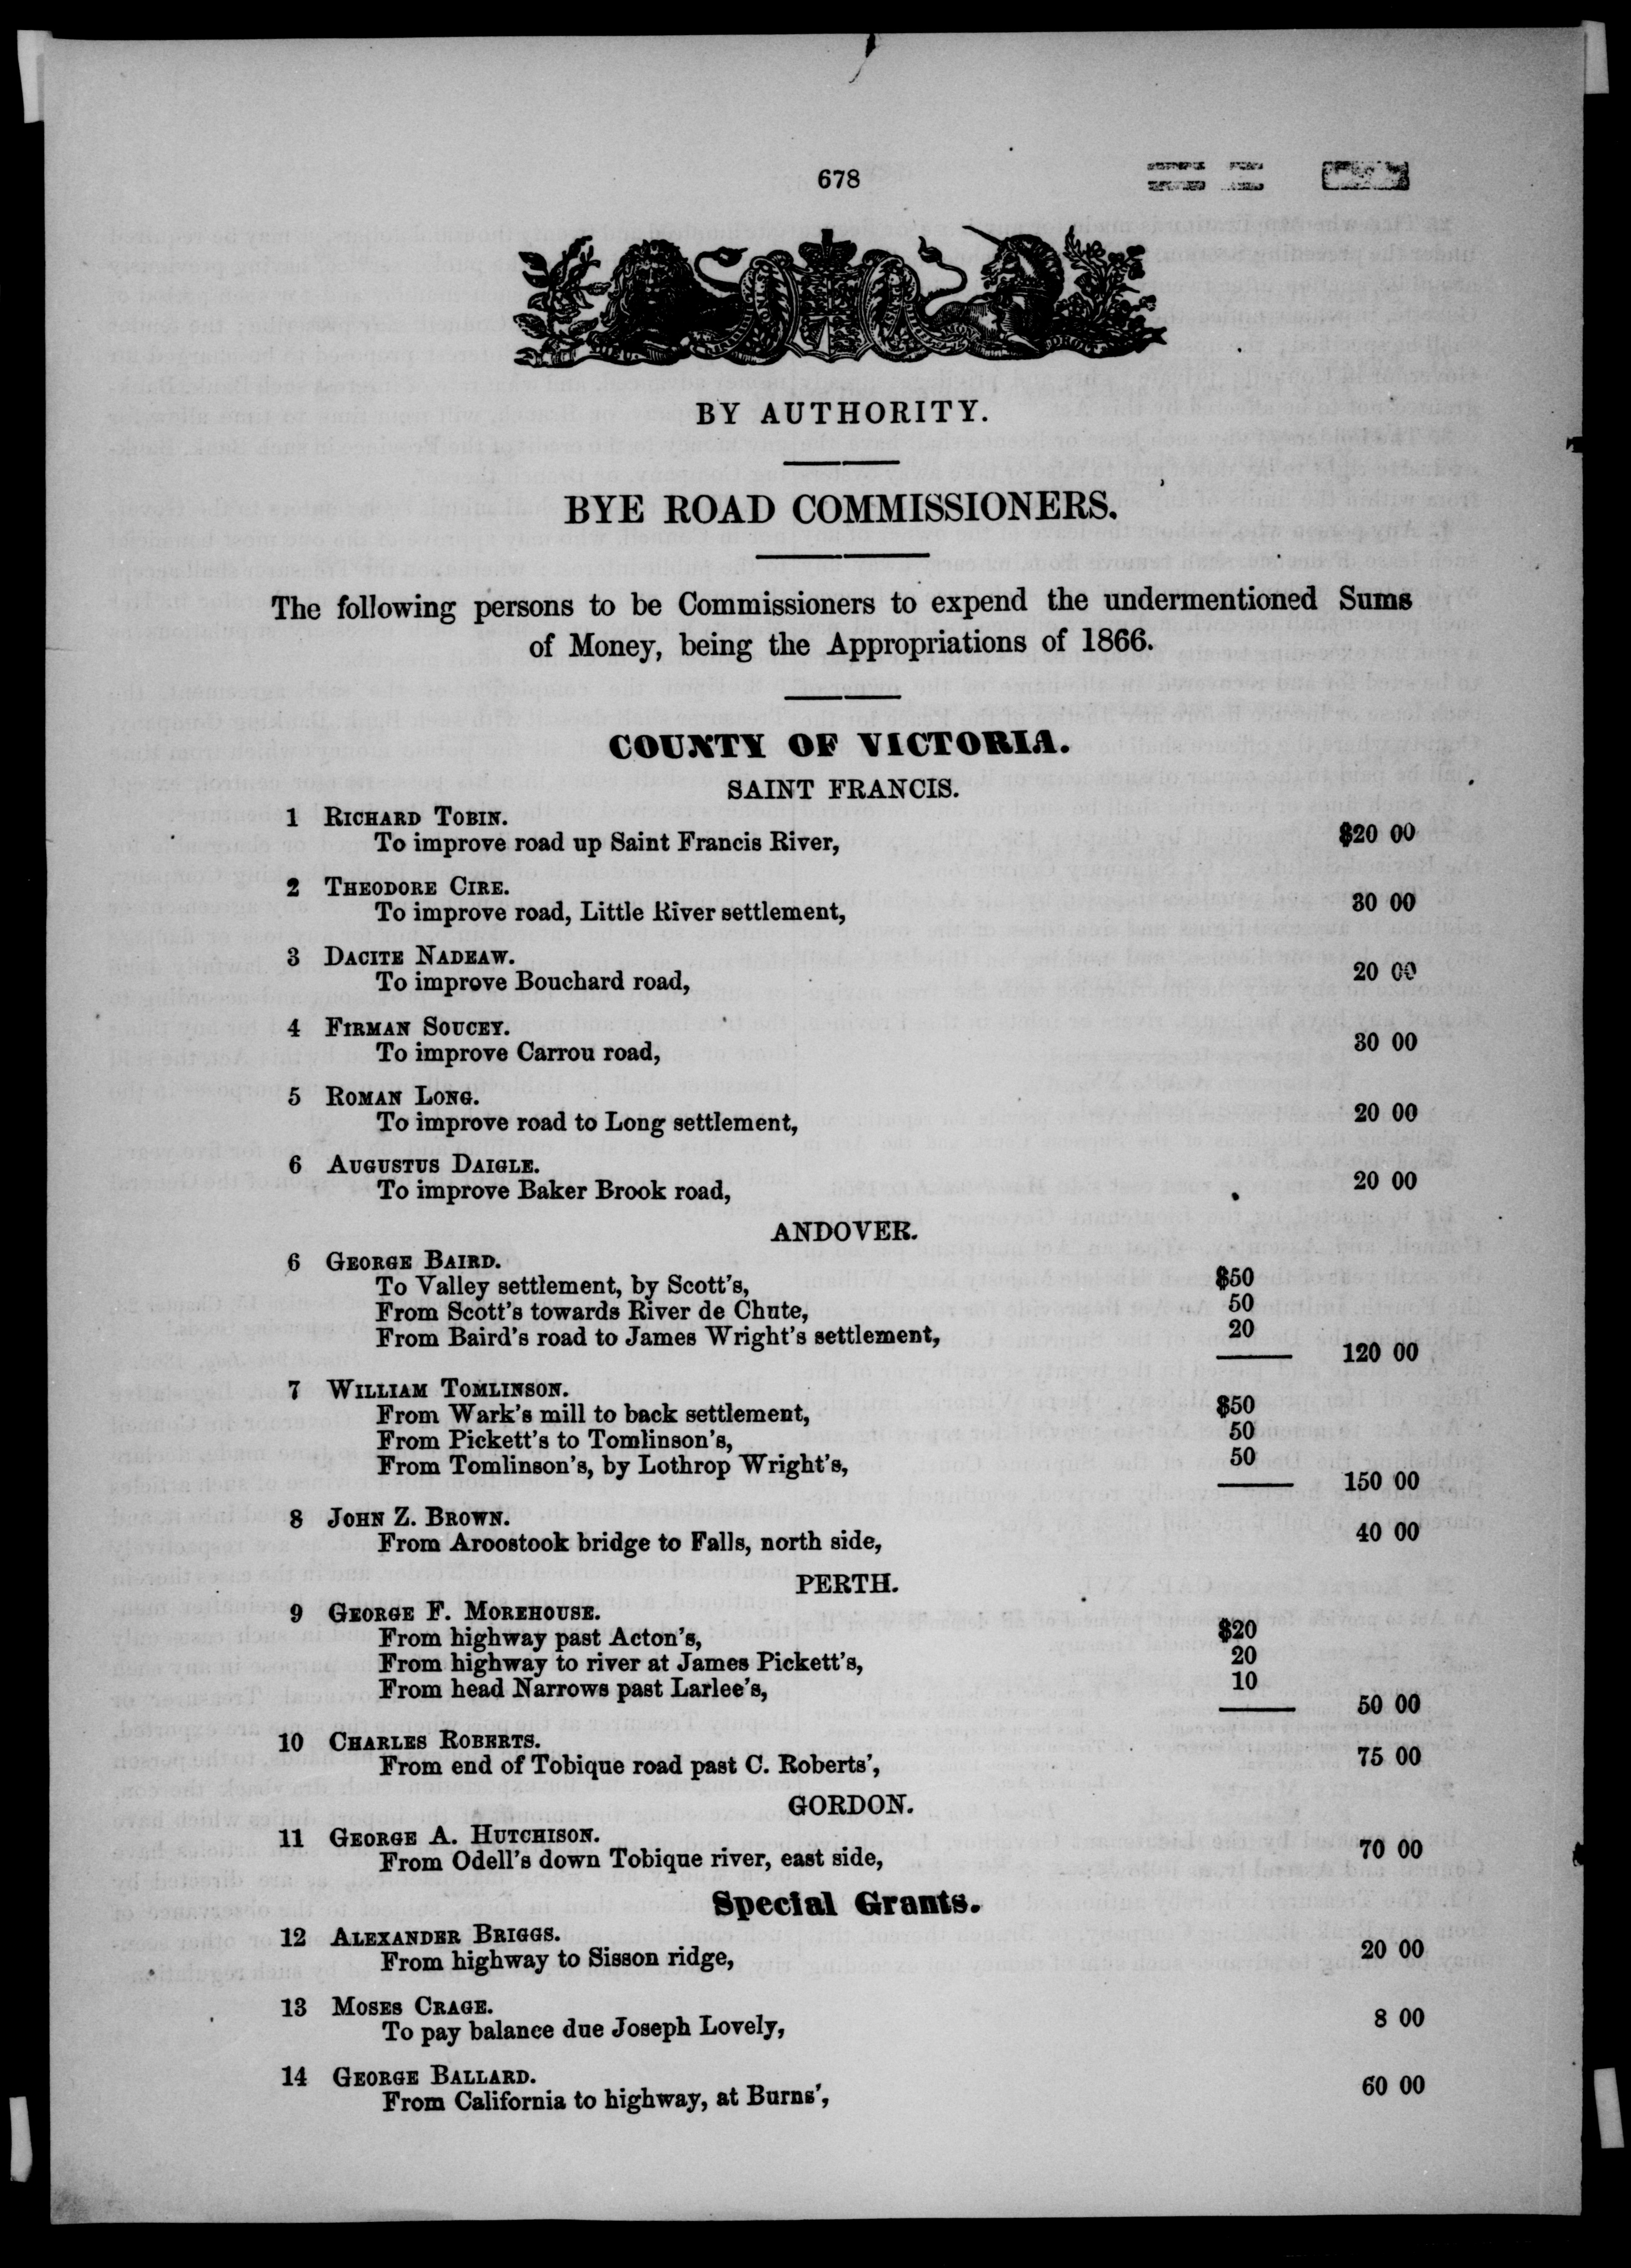 678
BY AUTHORITY.
BYE ROAD COMMISSIONERS.
The following persons to be Commissioners to expend the undermentioned Sums
of Money, being the Appropriations of 1866.
COUNTY OF VICTORIA.
SAINT FRANCIS.
1 RICHARD TOBIN.
To improve road up Saint Francis River, $20 00
2 THEODORE CIRE.
To improve road, Little River settlement, 30 00
3 DACITE NADEAW.
To improve Bouchard road, 20 00
4 FIRMAN SOUCEY.
To improve Carrou road, 30 00
5 ROMAN LONG.
To improve road to Long settlement, 20 00
6 AUGUSTUS DAIGLE.
To improve Baker Brook road, 20 00
ANDOVER.
6 GEORGE BAIRD.
To Valley settlement, by Scott's, $50
From Scott's towards River de Chute, 50
From Baird's road to James Wright's settlement, 20
120 00
7 WILLIAM TOMLINSON.
From Wark's mill to back settlement, $50
From Pickett's to Tomlinson's, 50
From Tomlinson's, by Lothrop Wright's, 50
150 00
8 JOHN Z. BROWN.
From Aroostook bridge to Falls, north side, 40 00
PERTH.
9 GEORGE F. MOREHOUSE.
From highway past Acton's, $20
From highway to river at James Pickett's, 20
From head Narrows past Larlee's, 10
50 00
10 CHARLES ROBERTS.
From end of Tobique road past C. Roberts', 75 00
GORDON.
11 GEORGE A. HUTCHISON.
From Odell's down Tobique river, east side, 70 00
Special Grants.
12 ALEXANDER BRIGGS.
From highway to Sisson ridge, 20 00
13 MOSES CRAGE.
To pay balance due Joseph Lovely, 8 00
14 GEORGE BALLARD.
From California to highway, at Burns', 60 00